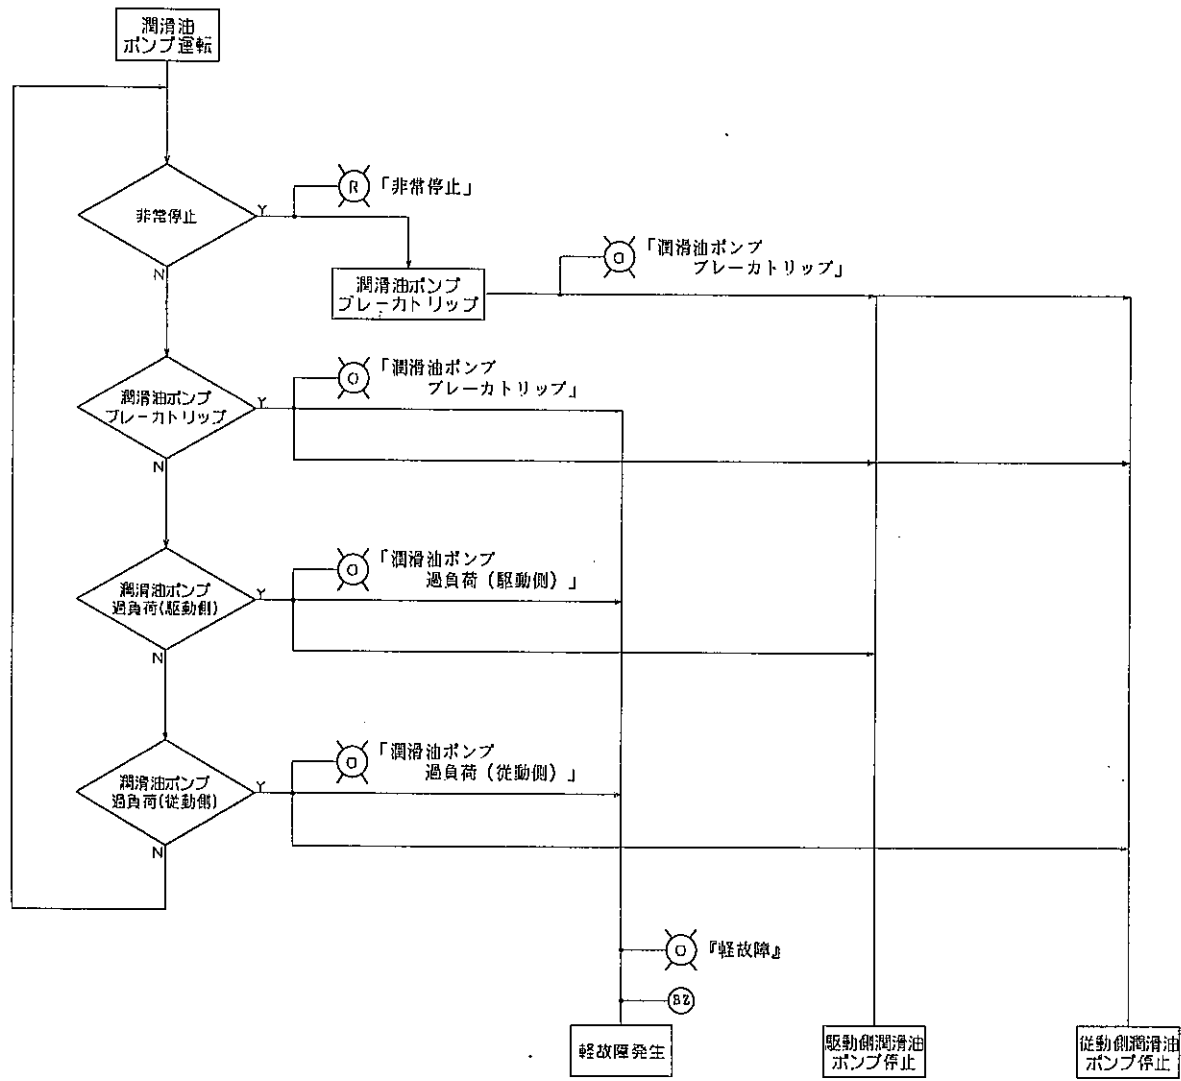 潤滑油
ポンプ運転
R
「非常停止」
非常停止
Y
N
O
「潤滑油ポンプ
ブレーカトリップ」
潤滑油ポンプ
ブレーカトリップ
O
「潤滑油ポンプ
ブレーカトリップ」
潤滑油ポンプ
ブレーカトリップ
Y
N
O
「潤滑油ポンプ
過負荷(駆動側)」
潤滑油ポンプ
過負荷(駆動側)
Y
N
O
「潤滑油ポンプ
過負荷(従動側)」
潤滑油ポンプ
過負荷(従動側)
Y
N
O
『軽故障』
BZ
軽故障発生
駆動側潤滑油
ポンプ停止
従動側潤滑油
ポンプ停止